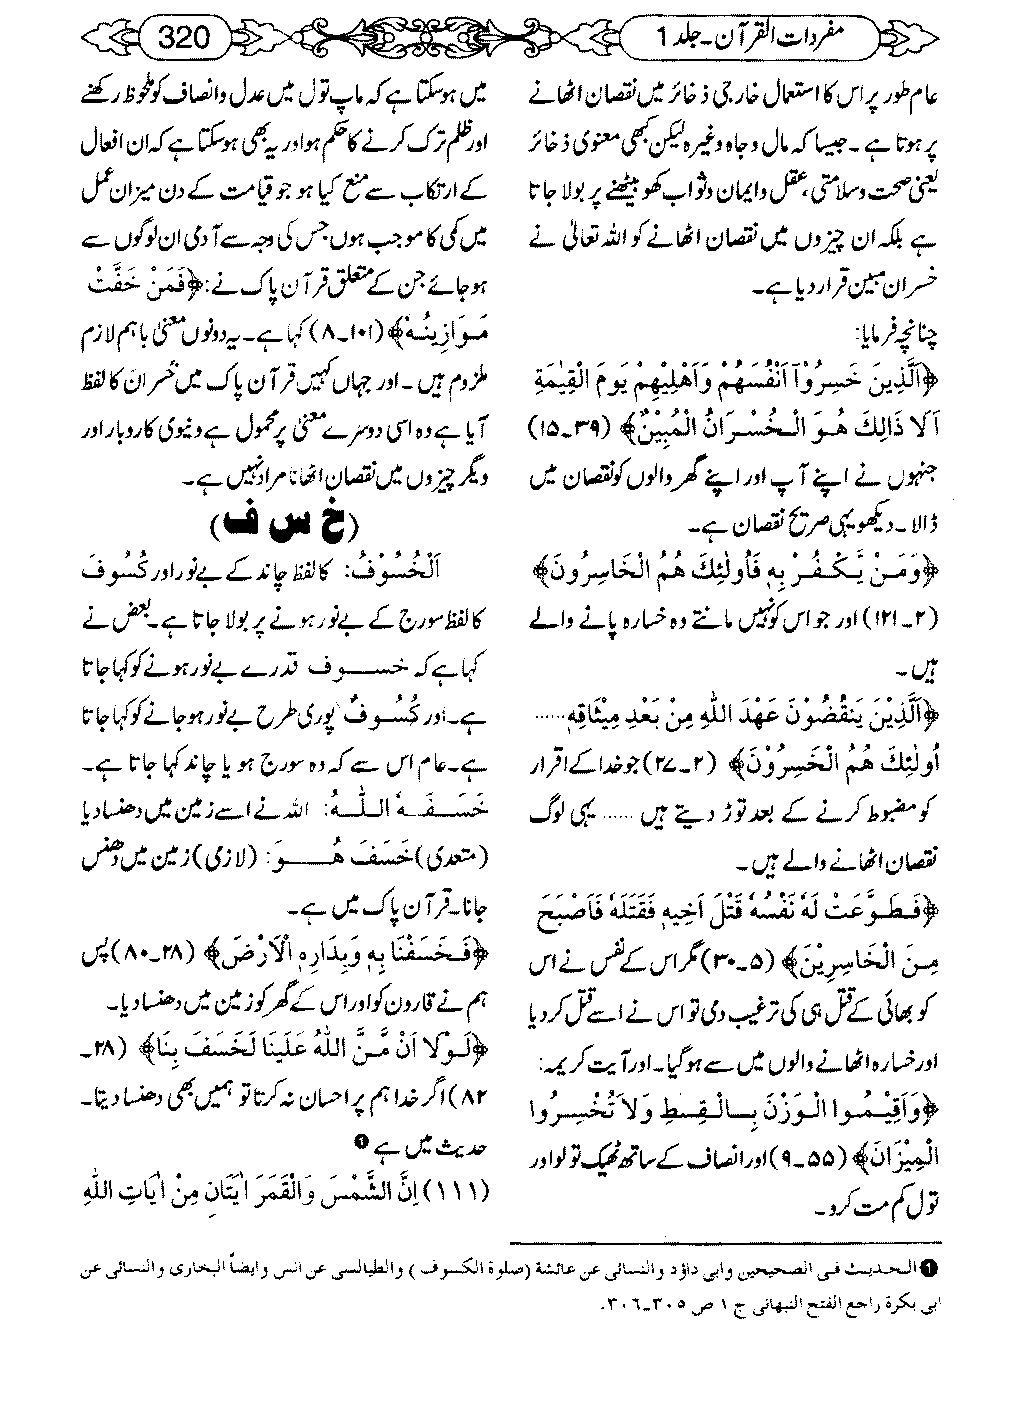 مفردات القرآن۔جلد 1
320
عام طور پر اس کا استعمال خارجی ذخائر میں نقصان اٹھانے
پر ہوتا ہے۔ جیسا کہ مال و جاہ وغیرہ لیکن کبھی معنوی ذخائر
یعنی صحت وسلامتی، عقل وایمان وثواب کھو بیٹھنے پر بولا جاتا
ہے بلکہ ان چیزوں میں نقصان اٹھانے کو اللہ تعالیٰ نے
خسران مبین قرار دیا ہے۔
چنانچہ فرمایا:
﴿اَلَّذِينَ خَسِرُوْآ اَنْفُسَهُمْ وَاَهْلِيهِمْ يَوْمَ الْقِيٰمَةِ
اَلَا ذَالِكَ هُوَ الْخُسْرَانُ الْمُبِيْنُ﴾ (۳۹۔۱۵)
جنہوں نے اپنے آپ اور اپنے گھر والوں کو نقصان میں
ڈالا۔ دیکھو یہی صریح نقصان ہے۔
﴿وَمَنْ يَّكْفُرْ بِهٖ فَاُولٰئِكَ هُمُ الْخَاسِرُونَ﴾
(۲۔۱۲۱) اور جو اس کو نہیں مانتے وہ خسارہ پانے والے
ہیں۔
﴿اَلَّذِيْنَ يَنْقُضُوْنَ عَهْدَ اللّٰهِ مِنْ بَعْدِ مِيْثَاقِهٖ......
اُولٰئِكَ هُمُ الْخٰسِرُوْنَ﴾ (۲۔۲۷) جو خدا کے اقرار
کو مضبوط کرنے کے بعد توڑ دیتے ہیں ...... یہی لوگ
نقصان اٹھانے والے ہیں۔
﴿فَطَوَّعَتْ لَهٗ نَفْسُهٗ قَتْلَ اَخِيهِ فَقَتَلَهٗ فَاَصْبَحَ
مِنَ الْخَاسِرِيْنَ﴾ (۵۔۳۰) مگر اس کے نفس نے اس
کو بھائی کے قتل ہی کی ترغیب دی تو اس نے اسے قتل کر دیا
اور خسارہ اٹھانے والوں میں سے ہو گیا۔ اور آیت کریمہ:
﴿وَاَقِيْمُوا الْوَزْنَ بِالْقِسْطِ وَلَا تُخْسِرُوا
الْمِيْزَانَ﴾ (۵۵۔۹) اور انصاف کے ساتھ ٹھیک تولو اور
تول کم مت کرو۔
میں ہوسکتا ہے کہ ماپ تول میں عدل وانصاف کو ملحوظ رکھنے
اور ظلم ترک کرنے کا حکم ہو اور یہ بھی ہو سکتا ہے کہ ان افعال
کے ارتکاب سے منع کیا ہو جو قیامت کے دن میزان عمل
میں کمی کا موجب ہوں جس کی وجہ سے آدمی ان لوگوں سے
ہو جائے جن کے متعلق قرآن پاک نے: ﴿فَمَنْ خَفَّتْ
مَوَازِينُهٗ﴾ (۱۰۱۔۸) کہا ہے۔ یہ دونوں معنیٰ باہم لازم
ملزوم ہیں۔ اور جہاں کہیں قرآن پاک میں خُسران کا لفظ
آیا ہے وہ اسی دوسرے معنیٰ پر محمول ہے دنیوی کاروبار اور
دیگر چیزوں میں نقصان اٹھانا مراد نہیں ہے۔
(خ س ف)
اَلْخُسُوْفُ: کا لفظ چاند کے بے نور اور کُسُوف
کا لفظ سورج کے بے نور ہونے پر بولا جاتا ہے۔ بعض نے
کہا ہے کہ خسوف قدرے بے نور ہونے کو کہا جاتا
ہے۔ اور کُسُوفٌ پوری طرح بے نور ہو جانے کو کہا جاتا
ہے۔ عام اس سے کہ وہ سورج ہو یا چاند کہا جاتا ہے۔
خَسَفَهٗ اللّٰهُ: اللہ نے اسے زمین میں دھنسا دیا
(متعدی) خَسَفَ هُوَ: (لازمی) زمین میں دھنس
جانا۔ قرآن پاک میں ہے۔
﴿فَخَسَفْنَا بِهٖ وَبِدَارِهِ الْاَرْضَ﴾ (۲۸۔۸۰) پس
ہم نے قارون کو اور اس کے گھر کو زمین میں دھنسا دیا۔
﴿لَوْلَا اَنْ مَّنَّ اللّٰهُ عَلَيْنَا لَخَسَفَ بِنَا﴾ (۲۸۔
۸۲) اگر خدا ہم پر احسان نہ کرتا تو ہمیں بھی دھنسا دیتا۔
حدیث میں ہے ❶
(۱۱۱) اِنَّ الشَّمْسَ وَالْقَمَرَ اٰيَتَانِ مِنْ اٰيَاتِ اللّٰهِ
❶ الحديث فى الصحيحين وابى داؤد والنسائى عن عائشة (صلوة الكسوف) والطيالسى عن انس وايضاً البخارى والنسائى عن
ابى بكرة راجع الفتح النبهانى ج ۱ ص ۳۰۵۔۳۰۶.